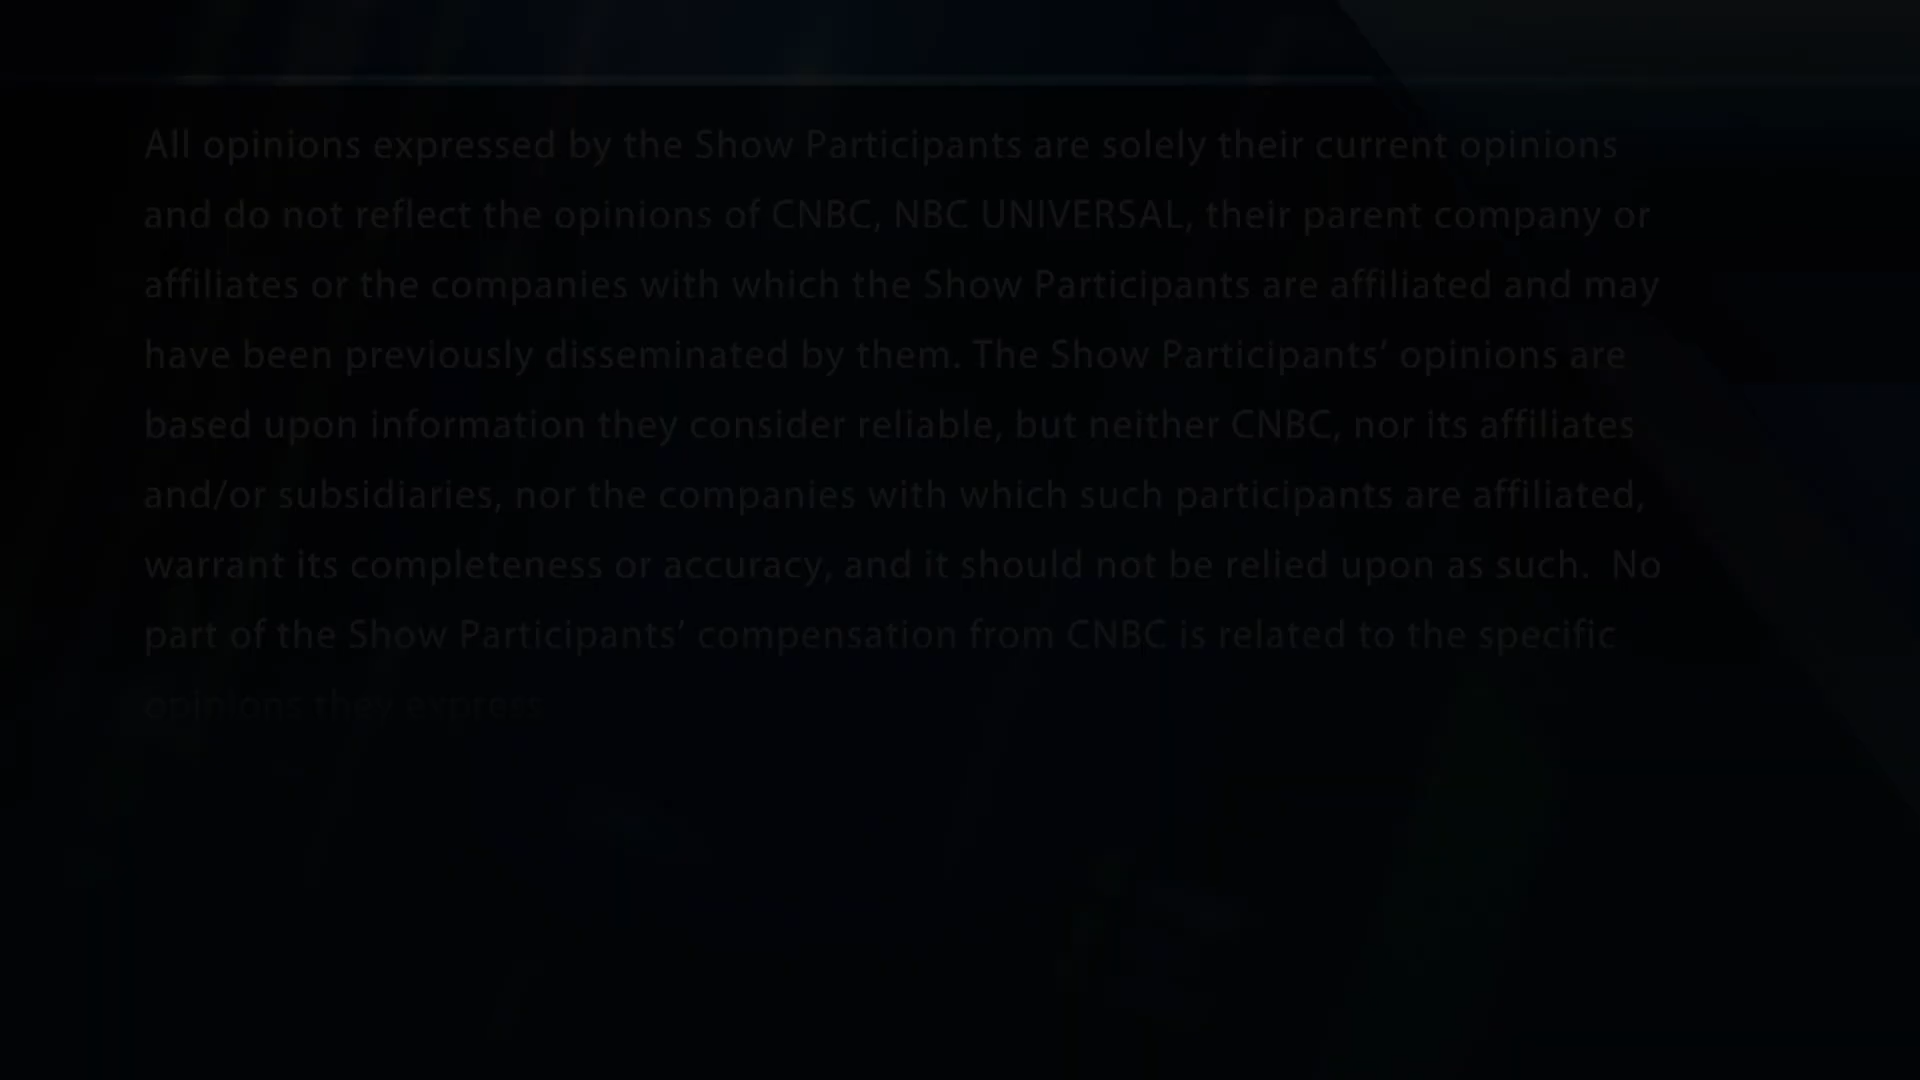 All opinions expressed by the Show Participants are solely their current opinions
and do not reflect the opinions of CNBC, NBC UNIVERSAL, their parent company or
affiliates or the companies with which the Show Participants are affiliated and may
have been previously disseminated by them. The Show Participants’ opinions are
based upon information they consider reliable, but neither CNBC, nor its affiliates
and/or subsidiaries, nor the companies with which such participants are affiliated,
warrant its completeness or accuracy, and it should not be relied upon as such.  No
part of the Show Participants’ compensation from CNBC is related to the specific
opinions they express